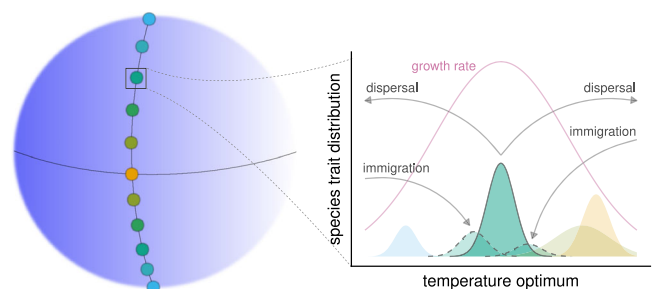 growth rate
dispersal
dispersal
immigration
immigration
species trait distribution
temperature optimum